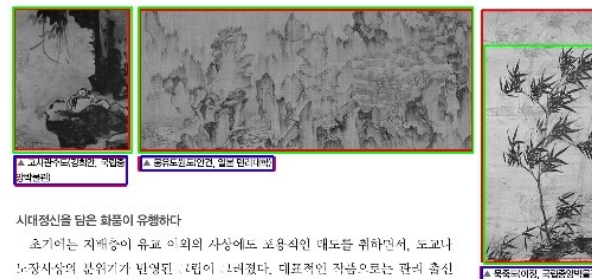 ▲ 고사관수도(강희안, 국립중
앙박물관)
▲ 몽유도원도(안견, 일본 텐리대학)
▲ 묵죽도(이정, 국립중앙박물
시대정신을 담은 화풍이 유행하다
초기에는 지배층이 유교 이외의 사상에도 포용적인 태도를 취하면서, 도교나
노장사상의 분위기가 반영된 그림이 그려졌다. 대표적인 작품으로는 관리 출신